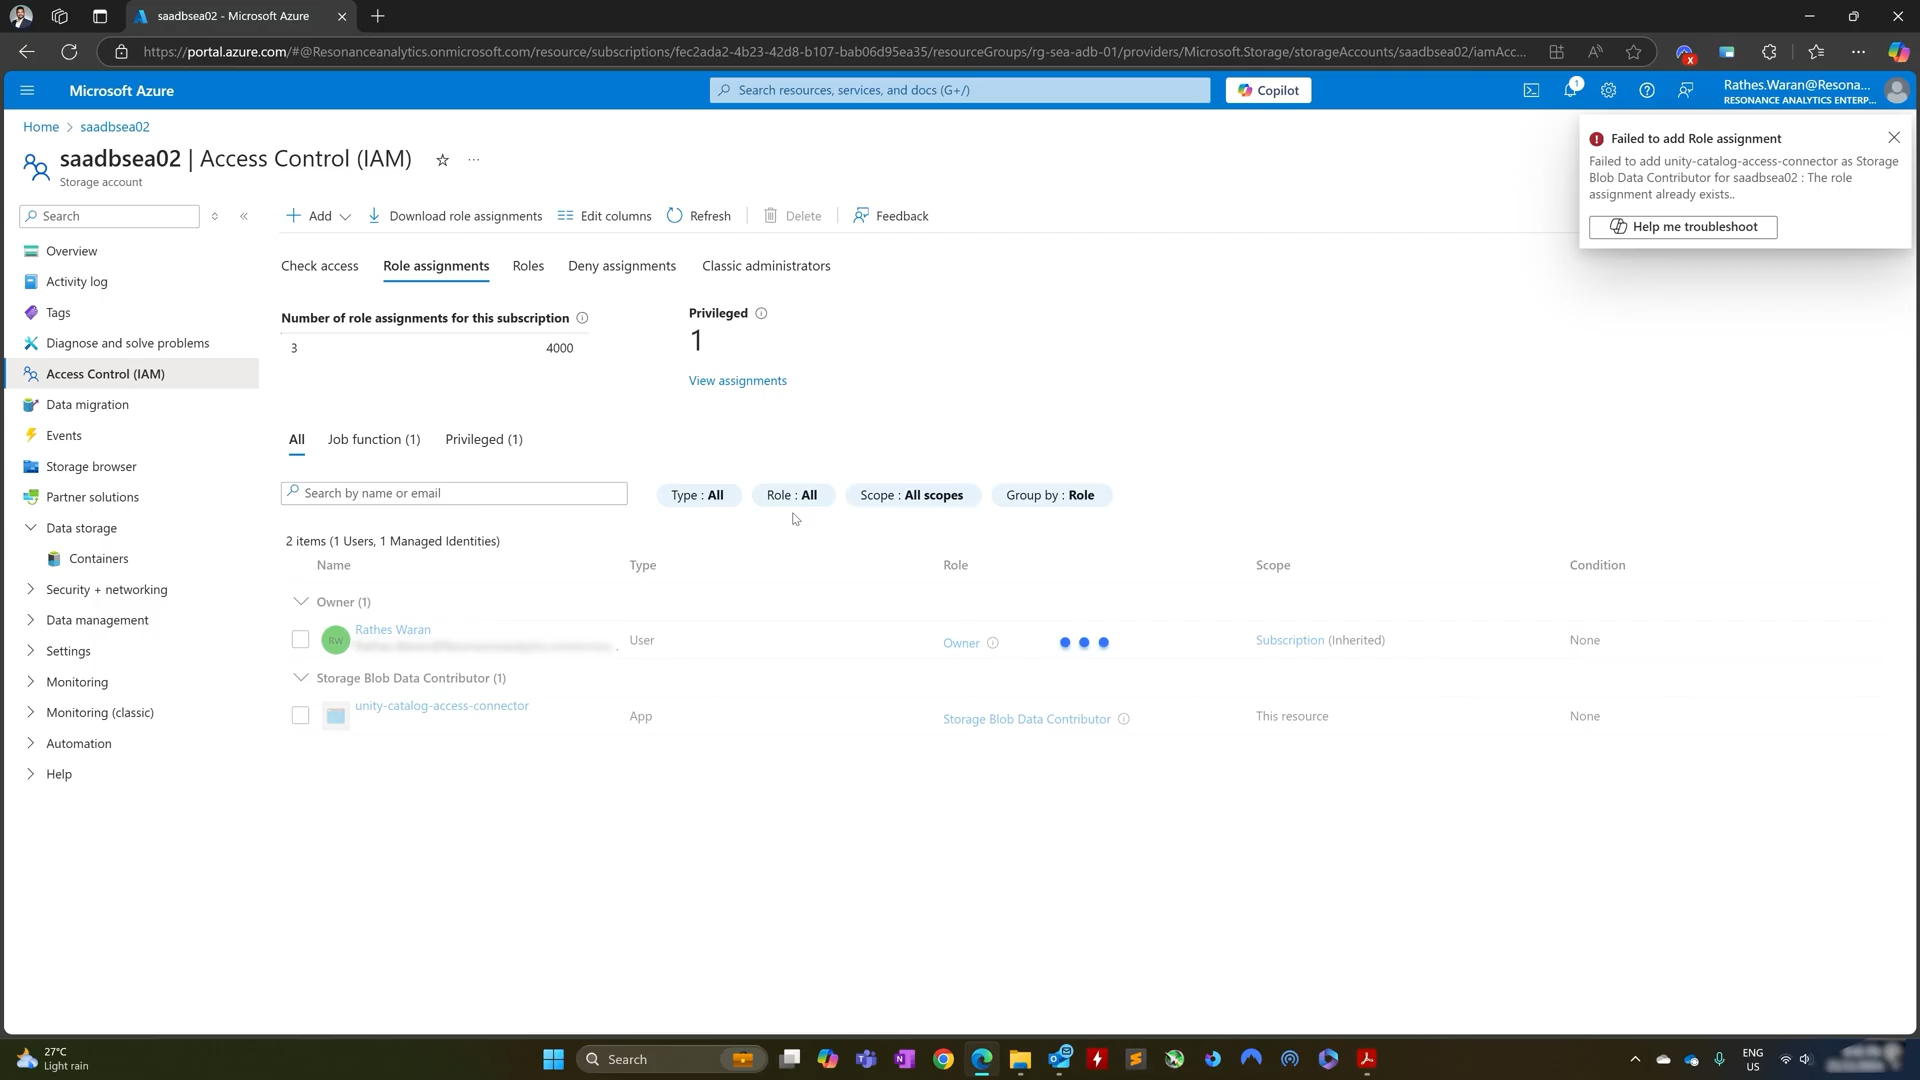 saadbsea02 - Microsoft Azure
https://portal.azure.com/#@Resonanceanalytics.onmicrosoft.com/resource/subscriptions/fec2ada2-4b23-42d8-b107-bab06d95ea35/resourceGroups/rg-sea-adb-01/providers/Microsoft.Storage/storageAccounts/saadbsea02/iamAcc...
Microsoft Azure
Search resources, services, and docs (G+/)
Copilot
1
Rathes.Waran@Resona...
RESONANCE ANALYTICS ENTERP...
Home > saadbsea02
saadbsea02 | Access Control (IAM)
Storage account
Failed to add Role assignment
Failed to add unity-catalog-access-connector as Storage
Blob Data Contributor for saadbsea02 : The role
assignment already exists..
Help me troubleshoot
Search
Add
Download role assignments
Edit columns
Refresh
Delete
Feedback
Overview
Activity log
Tags
Diagnose and solve problems
Access Control (IAM)
Data migration
Events
Storage browser
Partner solutions
Data storage
Containers
Security + networking
Data management
Settings
Monitoring
Monitoring (classic)
Automation
Help
Check access
Role assignments
Roles
Deny assignments
Classic administrators
Number of role assignments for this subscription
3 4000
Privileged
1
View assignments
All
Job function (1)
Privileged (1)
Search by name or email
Type : All
Role : All
Scope : All scopes
Group by : Role
2 items (1 Users, 1 Managed Identities)
Name Type Role Scope Condition
Owner (1)
RW Rathes Waran
User Owner Subscription (Inherited) None
Storage Blob Data Contributor (1)
unity-catalog-access-connector
App Storage Blob Data Contributor This resource None
27°C
Light rain
Search
ENG
US